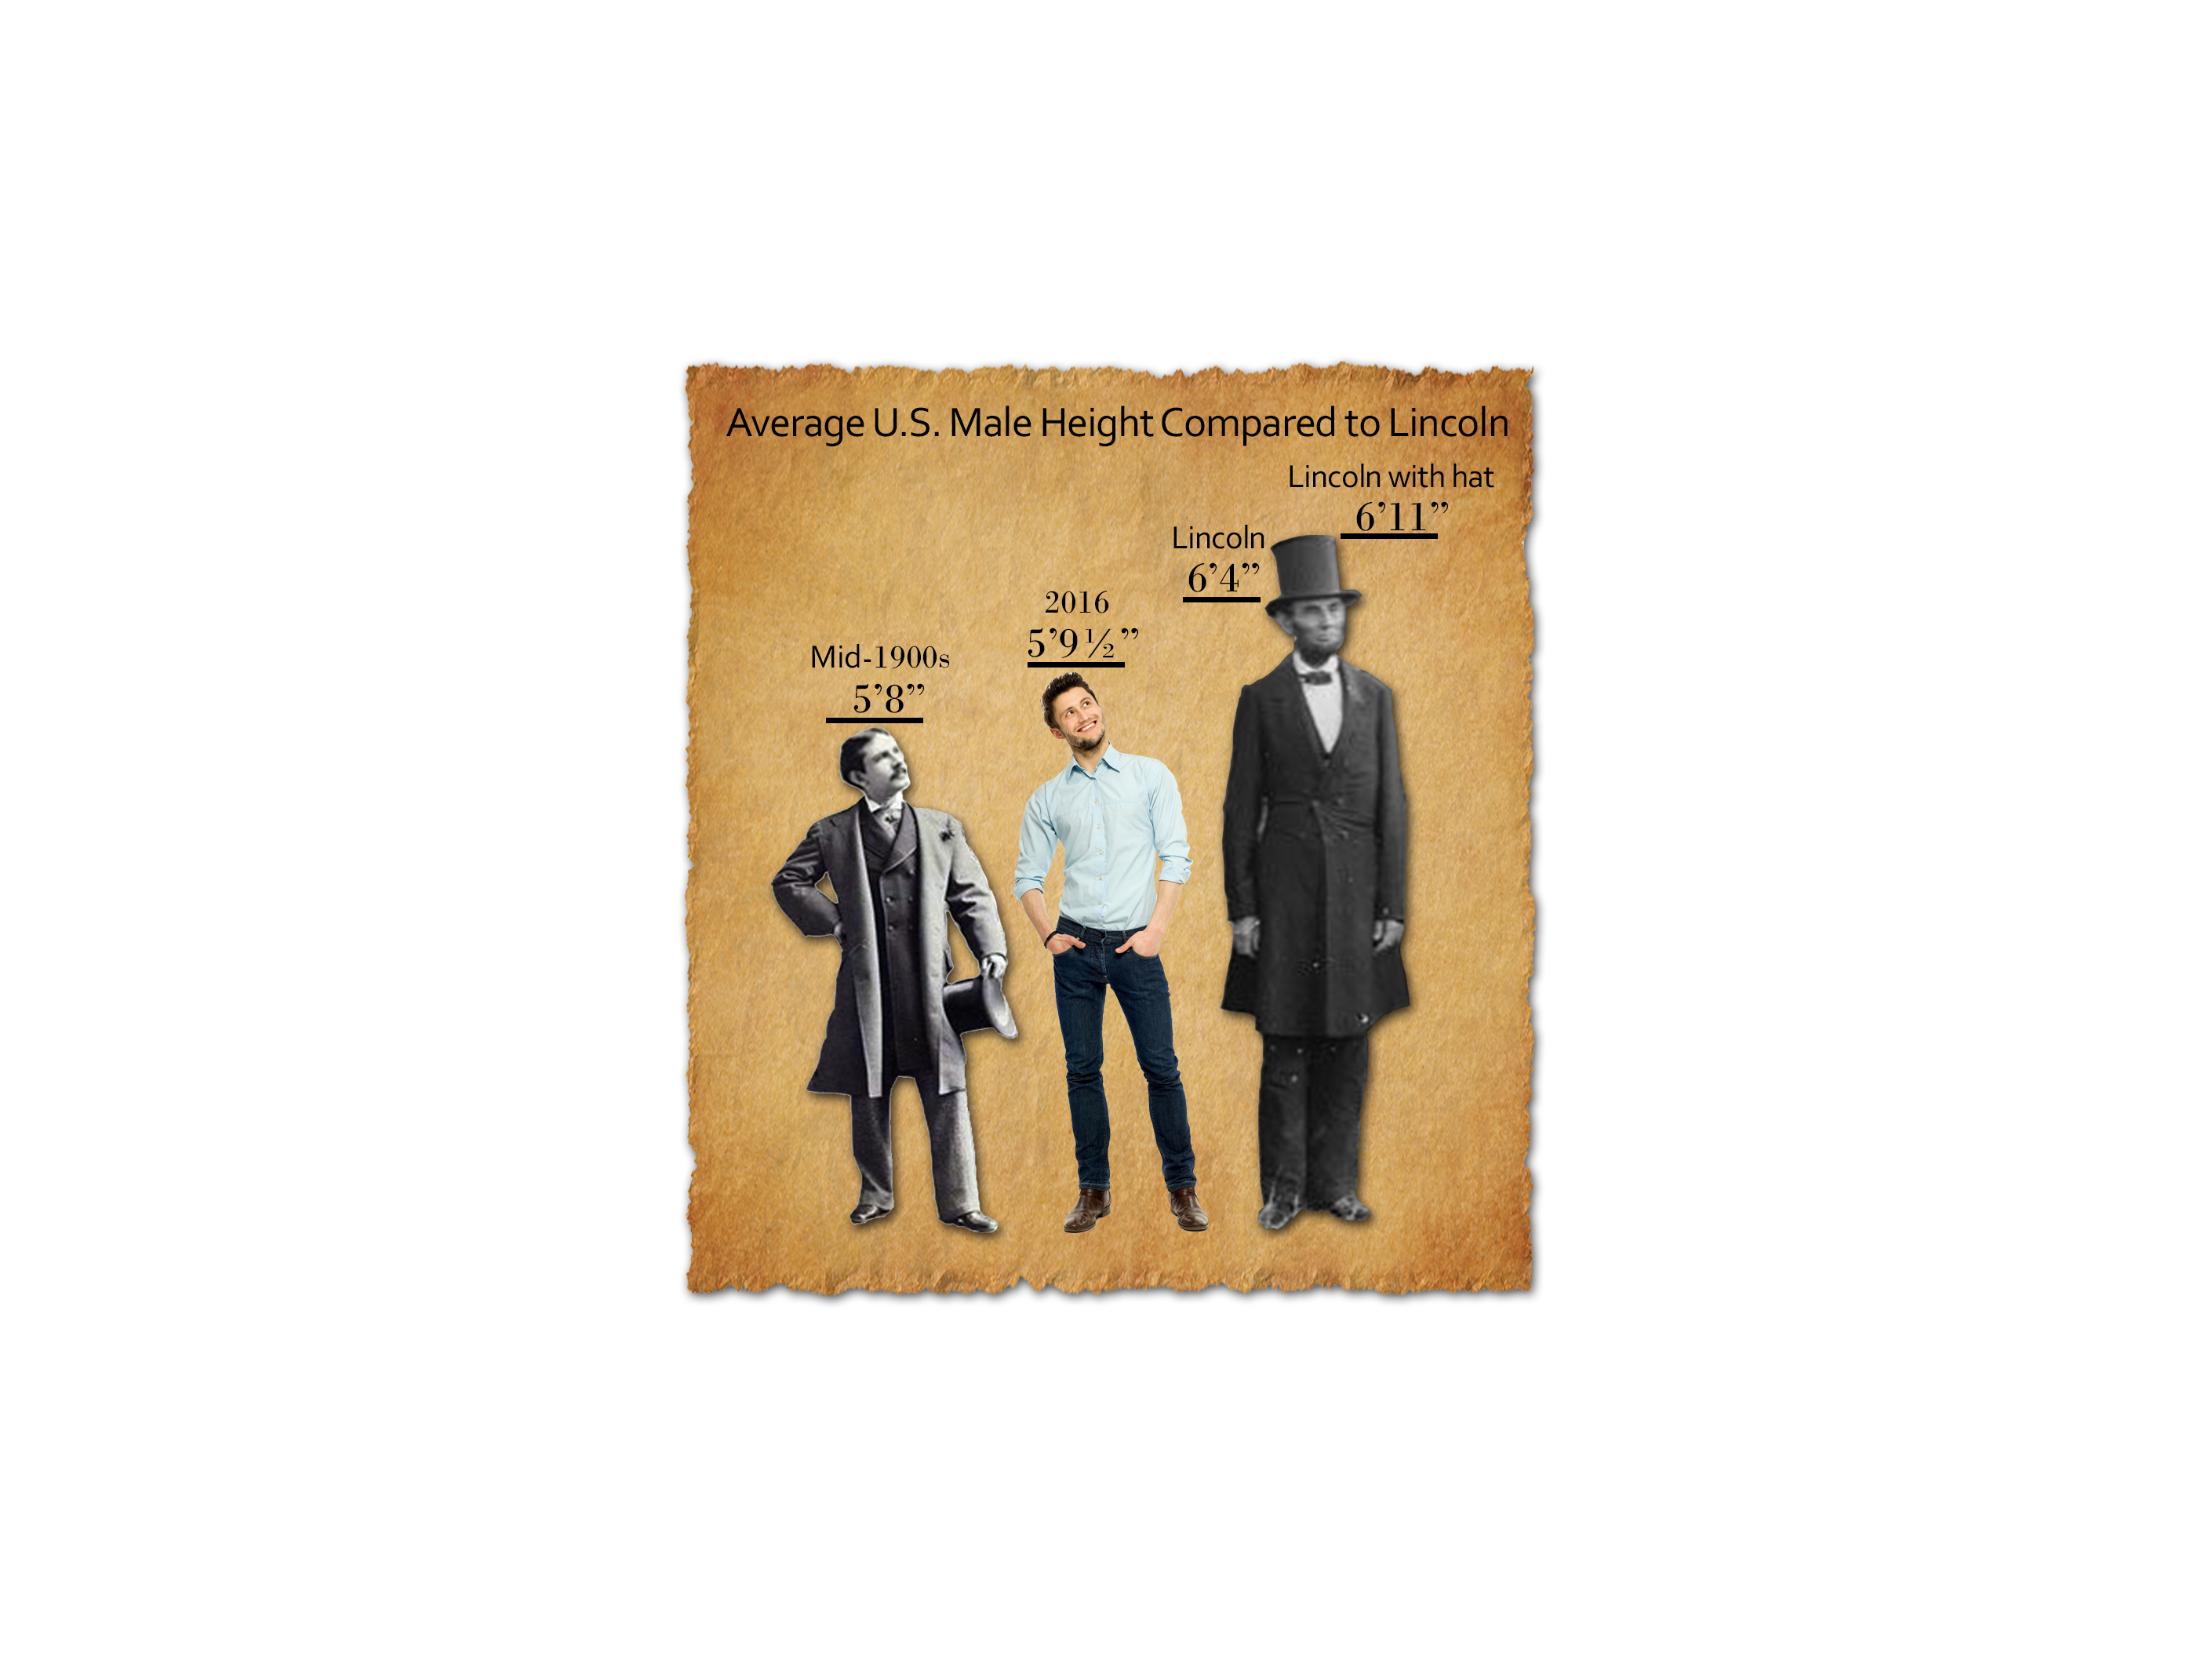 Average U.S. Male Height Compared to Lincoln
Lincoln with hat
6’11”
Lincoln
6’4”
2016
5’9½”
Mid-1900s
5’8”